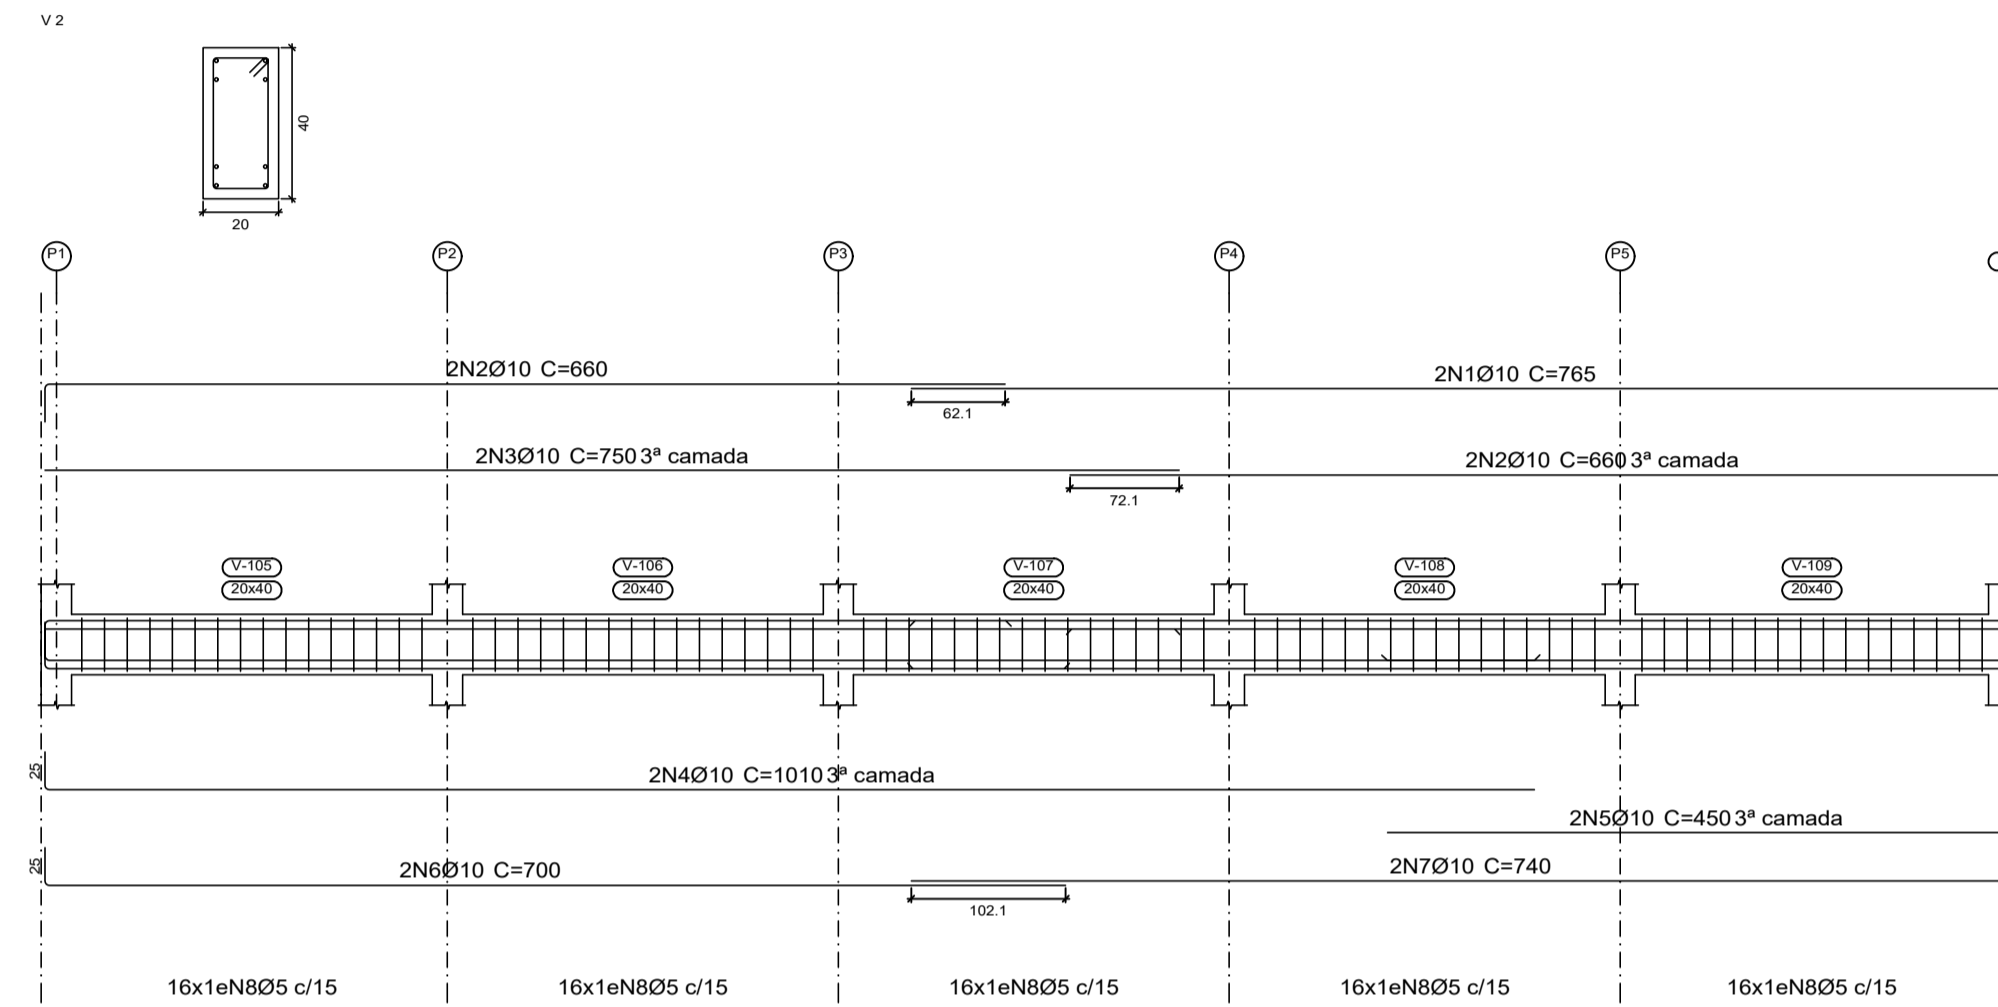 V 2
40
20
P1 P2 P3 P4 P5
2N2Ø10 C=660
2N1Ø10 C=765
62.1
2N3Ø10 C=750 3ª camada
2N2Ø10 C=660 3ª camada
72.1
V-105 V-106 V-107 V-108 V-109
20x40 20x40 20x40 20x40 20x40
25
2N4Ø10 C=1010 3ª camada
2N5Ø10 C=450 3ª camada
25
2N6Ø10 C=700
2N7Ø10 C=740
102.1
16x1eN8Ø5 c/15 16x1eN8Ø5 c/15 16x1eN8Ø5 c/15 16x1eN8Ø5 c/15 16x1eN8Ø5 c/15